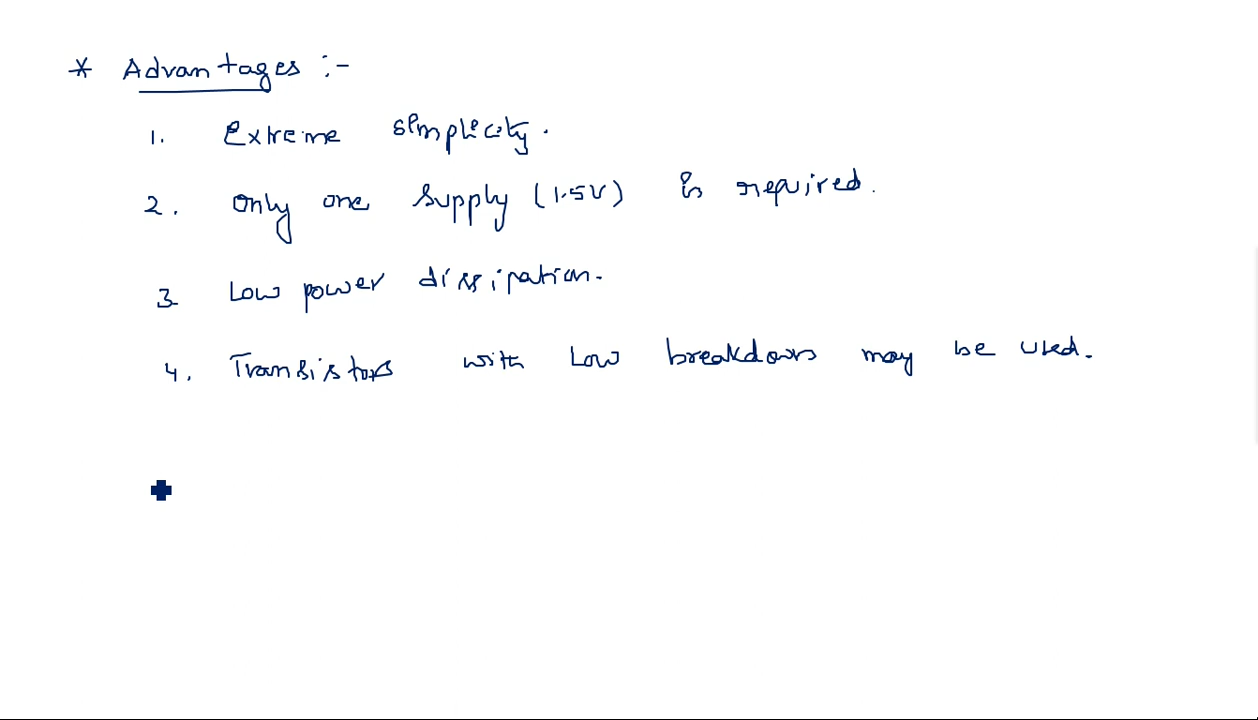 * Advantages :-
1. Extreme simplicity.
2. Only one supply (1.5V) is required.
3 Low power dissipation.
4. Transistors with Low breakdowns may be used.